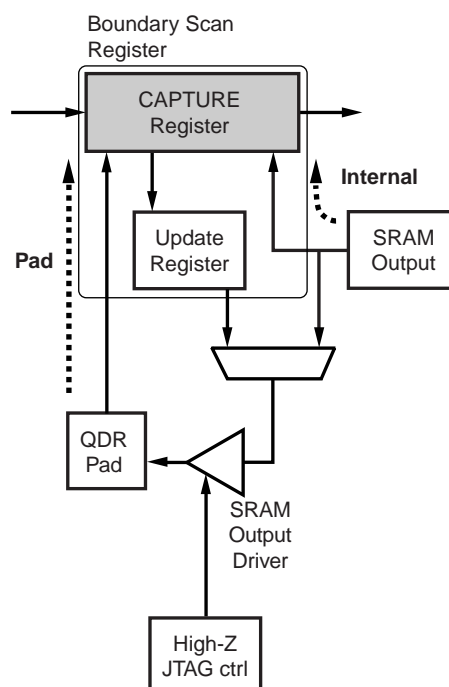 Boundary Scan
Register
CAPTURE
Register
Internal
Update
Register
SRAM
Output
Pad
QDR
Pad
SRAM
Output
Driver
High-Z
JTAG ctrl